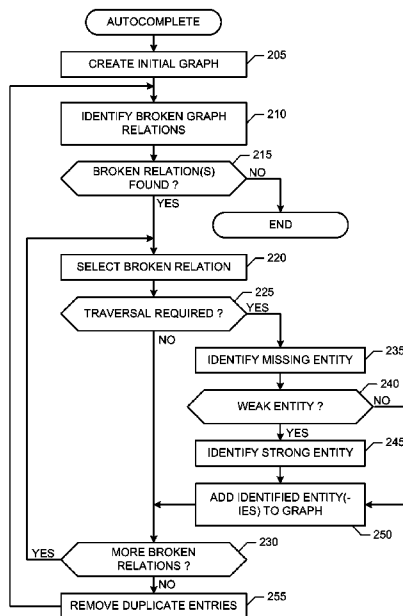 AUTOCOMPLETE
CREATE INITIAL GRAPH
205
IDENTIFY BROKEN GRAPH
RELATIONS
210
BROKEN RELATION(S)
FOUND ?
215
NO
YES
END
SELECT BROKEN RELATION
220
TRAVERSAL REQUIRED ?
225
YES
NO
IDENTIFY MISSING ENTITY
235
WEAK ENTITY ?
240
NO
YES
IDENTIFY STRONG ENTITY
245
ADD IDENTIFIED ENTITY(-
IES) TO GRAPH
250
MORE BROKEN
RELATIONS ?
230
YES
NO
REMOVE DUPLICATE ENTRIES
255